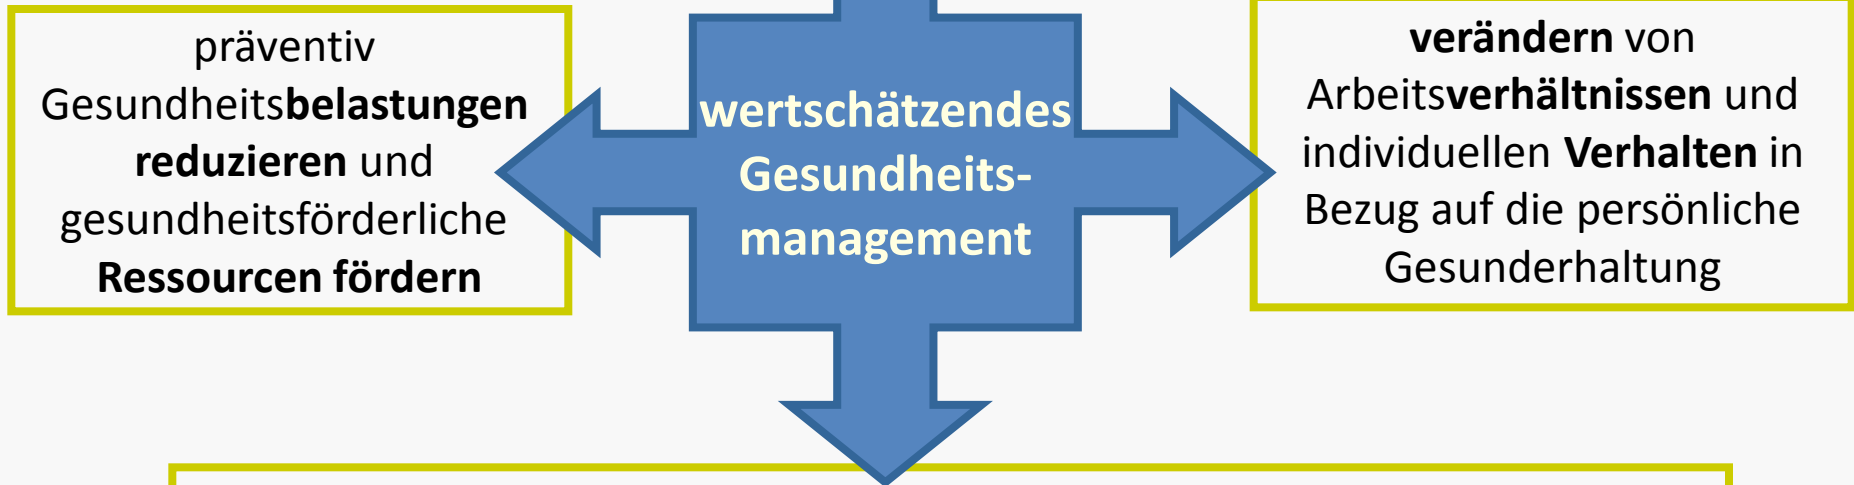 präventiv
Gesundheitsbelastungen
reduzieren und
gesundheitsförderliche
Ressourcen fördern
wertschätzendes
Gesundheits-
management
verändern von
Arbeitsverhältnissen und
individuellen Verhalten in
Bezug auf die persönliche
Gesunderhaltung